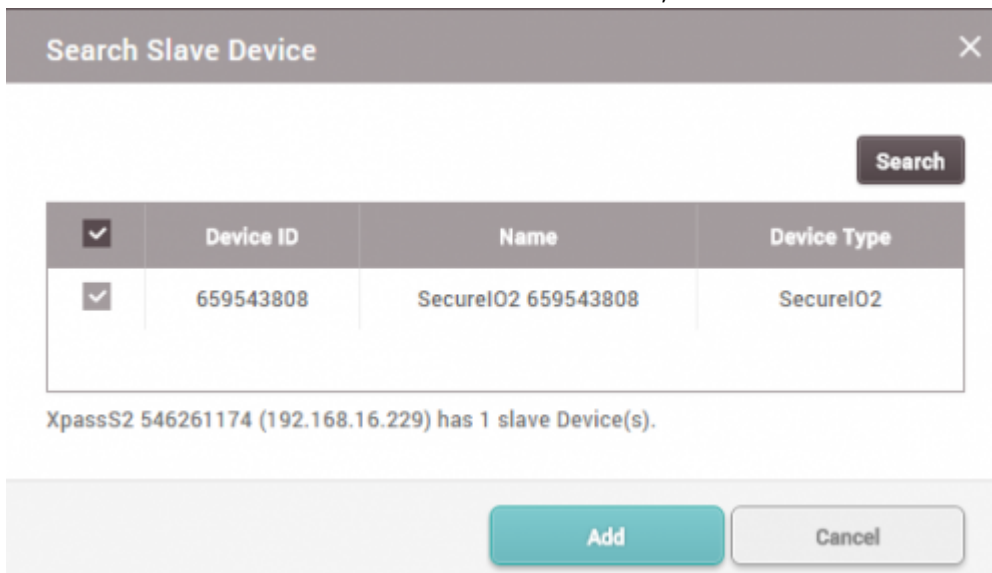 Search Slave Device
Search
Device ID Name Device Type
659543808 SecureIO2 659543808 SecureIO2
XpassS2 546261174 (192.168.16.229) has 1 slave Device(s).
Add Cancel